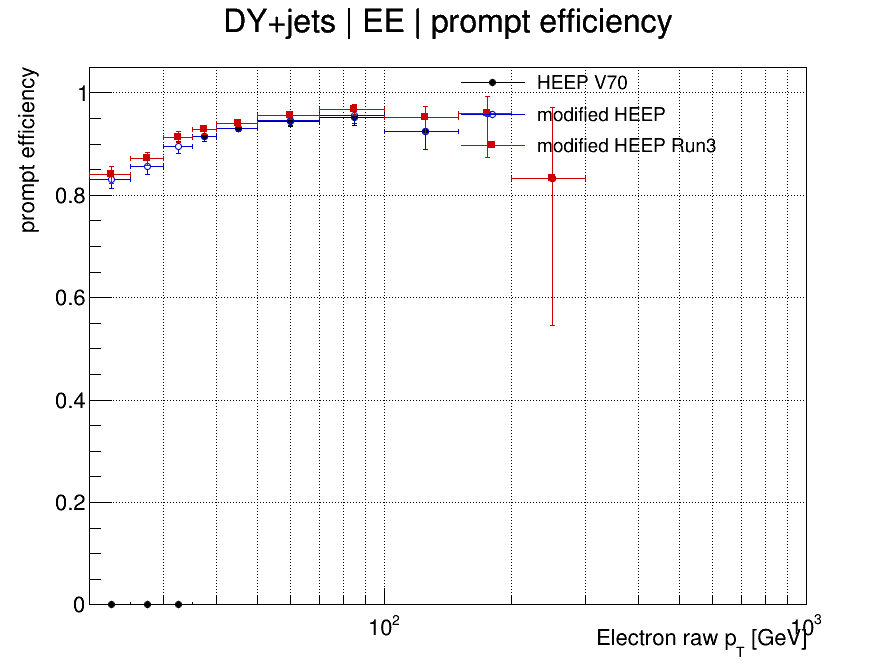 DY+jets | EE | prompt efficiency
prompt efficiency
HEEP V70
modified HEEP
modified HEEP Run3
1
0.8
0.6
0.4
0.2
0
10²
10³
Electron raw p_T [GeV]